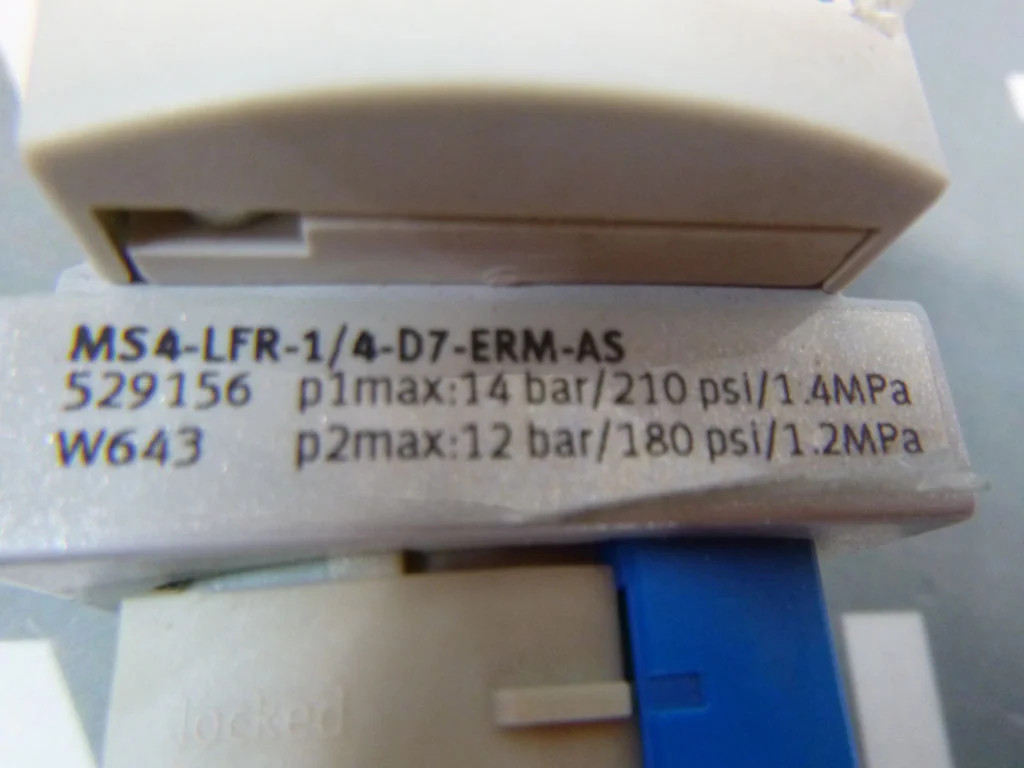 MS4-LFR-1/4-D7-ERM-AS
529156 p1max:14 bar/210 psi/1.4MPa
W643 p2max:12 bar/180 psi/1.2MPa
locked